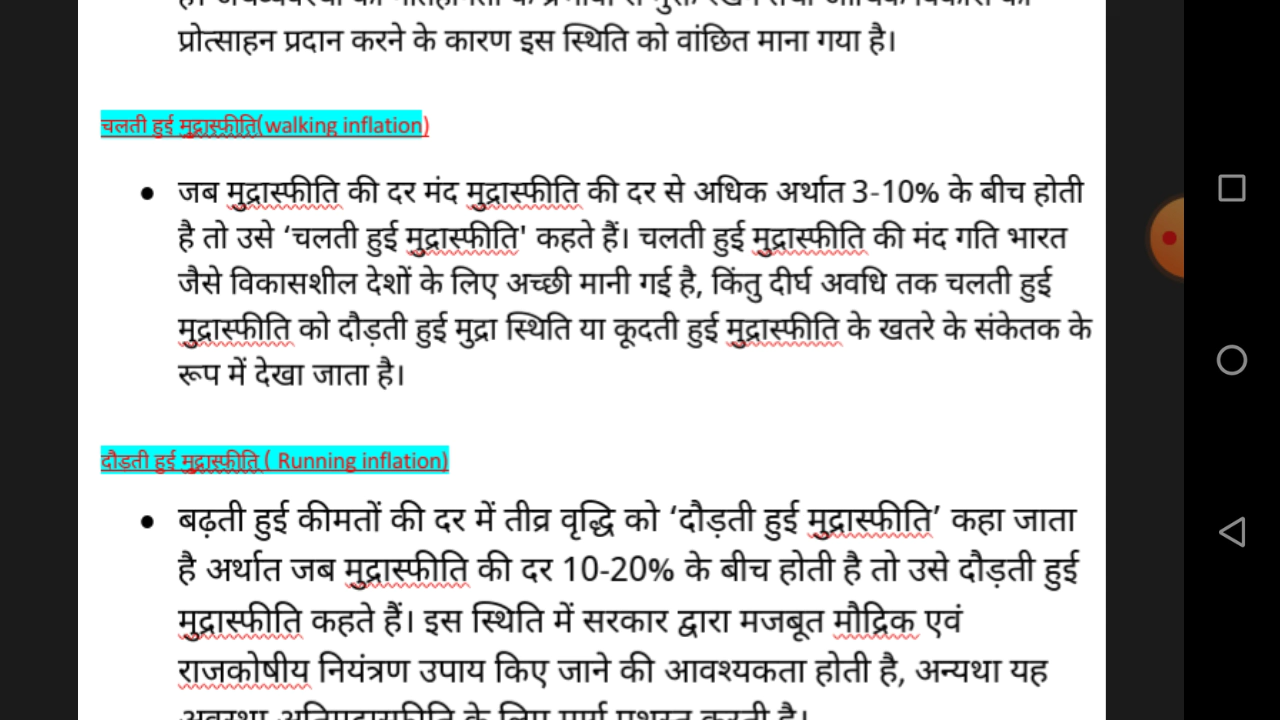 प्रोत्साहन प्रदान करने के कारण इस स्थिति को वांछित माना गया है।
चलती हुई मुद्रास्फीति(walking inflation)
• जब मुद्रास्फीति की दर मंद मुद्रास्फीति की दर से अधिक अर्थात 3-10% के बीच होती
है तो उसे ‘चलती हुई मुद्रास्फीति' कहते हैं। चलती हुई मुद्रास्फीति की मंद गति भारत
जैसे विकासशील देशों के लिए अच्छी मानी गई है, किंतु दीर्घ अवधि तक चलती हुई
मुद्रास्फीति को दौड़ती हुई मुद्रा स्थिति या कूदती हुई मुद्रास्फीति के खतरे के संकेतक के
रूप में देखा जाता है।
दौडती हुई मुद्रास्फीति ( Running inflation)
• बढ़ती हुई कीमतों की दर में तीव्र वृद्धि को ‘दौड़ती हुई मुद्रास्फीति’ कहा जाता
है अर्थात जब मुद्रास्फीति की दर 10-20% के बीच होती है तो उसे दौड़ती हुई
मुद्रास्फीति कहते हैं। इस स्थिति में सरकार द्वारा मजबूत मौद्रिक एवं
राजकोषीय नियंत्रण उपाय किए जाने की आवश्यकता होती है, अन्यथा यह